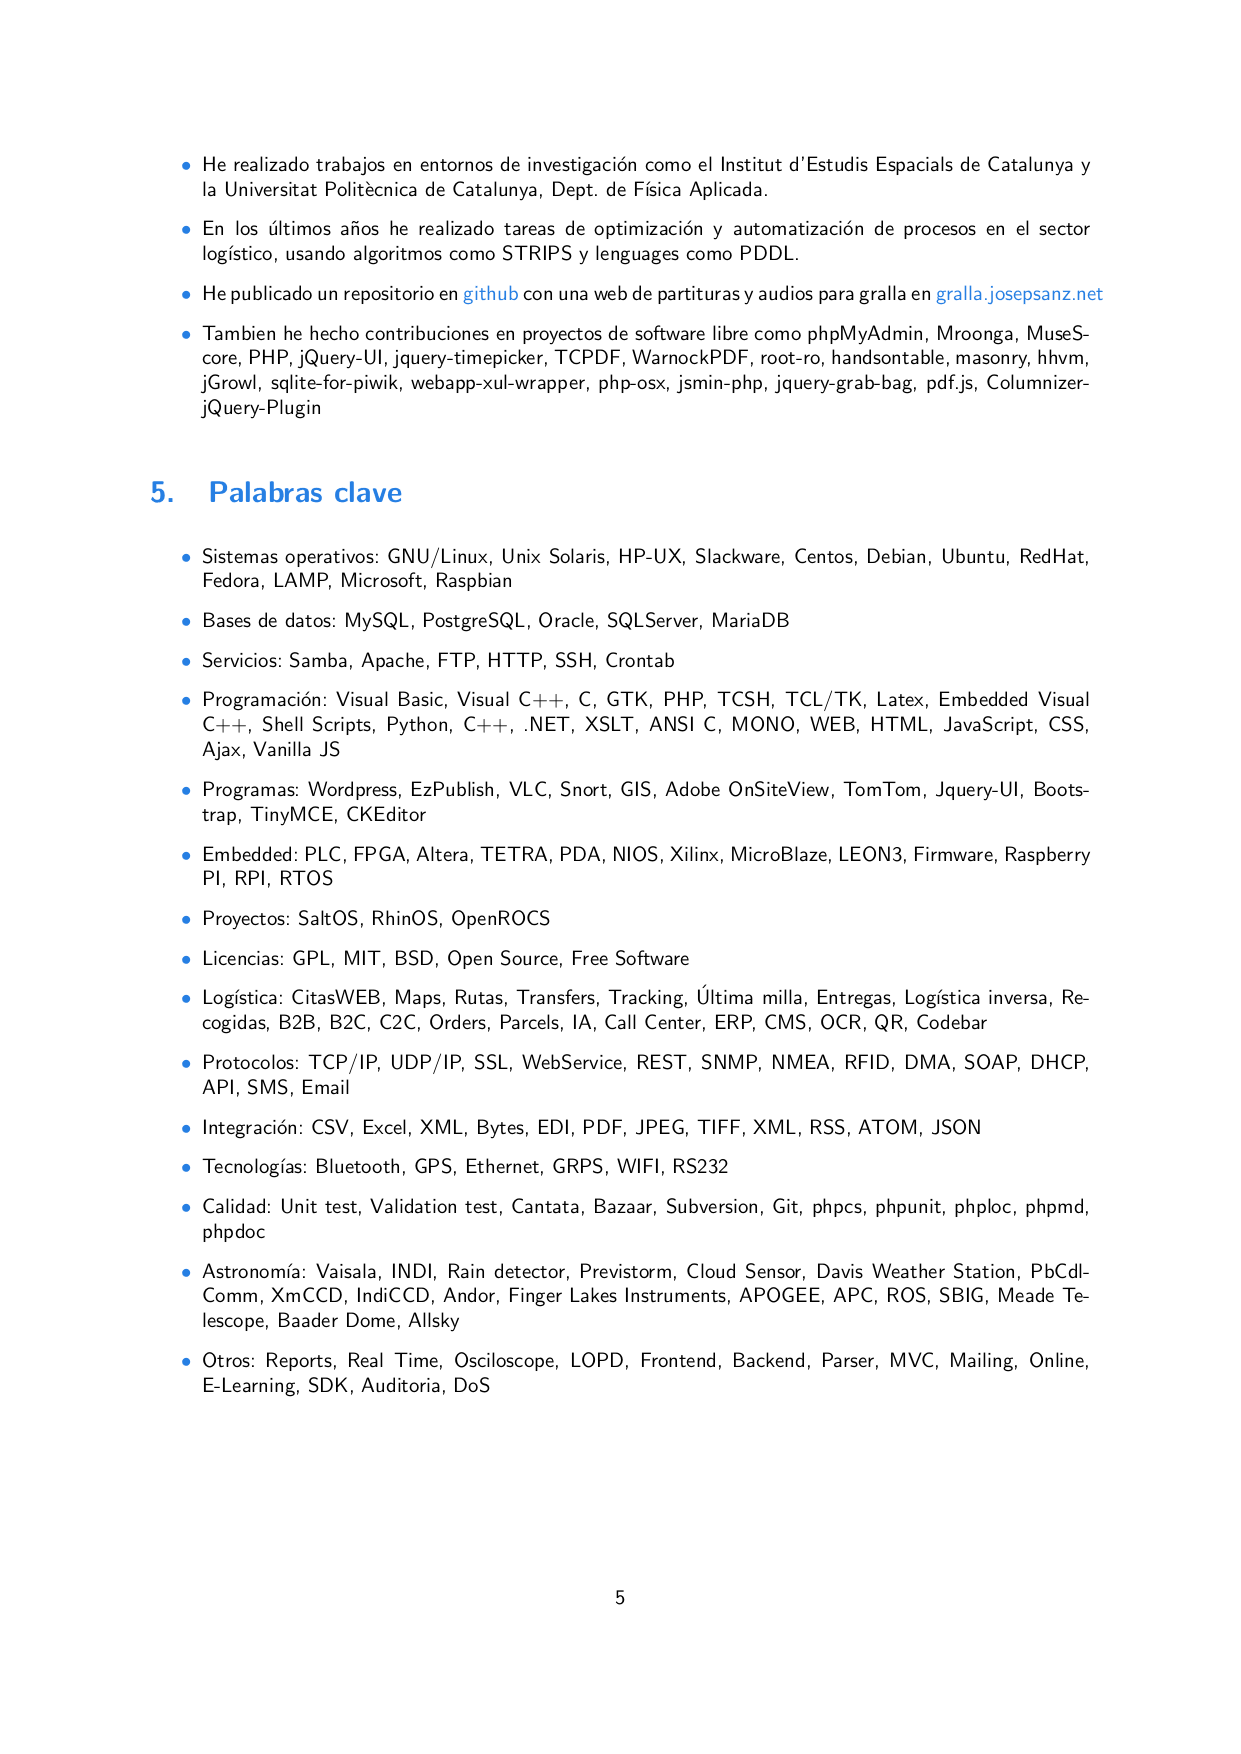 • He realizado trabajos en entornos de investigación como el Institut d'Estudis Espacials de Catalunya y
la Universitat Politècnica de Catalunya, Dept. de Física Aplicada.
• En los últimos años he realizado tareas de optimización y automatización de procesos en el sector
logístico, usando algoritmos como STRIPS y lenguages como PDDL.
• He publicado un repositorio en github con una web de partituras y audios para gralla en gralla.josepsanz.net
• Tambien he hecho contribuciones en proyectos de software libre como phpMyAdmin, Mroonga, MuseS-
core, PHP, jQuery-UI, jquery-timepicker, TCPDF, WarnockPDF, root-ro, handsontable, masonry, hhvm,
jGrowl, sqlite-for-piwik, webapp-xul-wrapper, php-osx, jsmin-php, jquery-grab-bag, pdf.js, Columnizer-
jQuery-Plugin
5. Palabras clave
• Sistemas operativos: GNU/Linux, Unix Solaris, HP-UX, Slackware, Centos, Debian, Ubuntu, RedHat,
Fedora, LAMP, Microsoft, Raspbian
• Bases de datos: MySQL, PostgreSQL, Oracle, SQLServer, MariaDB
• Servicios: Samba, Apache, FTP, HTTP, SSH, Crontab
• Programación: Visual Basic, Visual C++, C, GTK, PHP, TCSH, TCL/TK, Latex, Embedded Visual
C++, Shell Scripts, Python, C++, .NET, XSLT, ANSI C, MONO, WEB, HTML, JavaScript, CSS,
Ajax, Vanilla JS
• Programas: Wordpress, EzPublish, VLC, Snort, GIS, Adobe OnSiteView, TomTom, Jquery-UI, Boots-
trap, TinyMCE, CKEditor
• Embedded: PLC, FPGA, Altera, TETRA, PDA, NIOS, Xilinx, MicroBlaze, LEON3, Firmware, Raspberry
PI, RPI, RTOS
• Proyectos: SaltOS, RhinOS, OpenROCS
• Licencias: GPL, MIT, BSD, Open Source, Free Software
• Logística: CitasWEB, Maps, Rutas, Transfers, Tracking, Última milla, Entregas, Logística inversa, Re-
cogidas, B2B, B2C, C2C, Orders, Parcels, IA, Call Center, ERP, CMS, OCR, QR, Codebar
• Protocolos: TCP/IP, UDP/IP, SSL, WebService, REST, SNMP, NMEA, RFID, DMA, SOAP, DHCP,
API, SMS, Email
• Integración: CSV, Excel, XML, Bytes, EDI, PDF, JPEG, TIFF, XML, RSS, ATOM, JSON
• Tecnologías: Bluetooth, GPS, Ethernet, GRPS, WIFI, RS232
• Calidad: Unit test, Validation test, Cantata, Bazaar, Subversion, Git, phpcs, phpunit, phploc, phpmd,
phpdoc
• Astronomía: Vaisala, INDI, Rain detector, Previstorm, Cloud Sensor, Davis Weather Station, PbCdl-
Comm, XmCCD, IndiCCD, Andor, Finger Lakes Instruments, APOGEE, APC, ROS, SBIG, Meade Te-
lescope, Baader Dome, Allsky
• Otros: Reports, Real Time, Osciloscope, LOPD, Frontend, Backend, Parser, MVC, Mailing, Online,
E-Learning, SDK, Auditoria, DoS
5